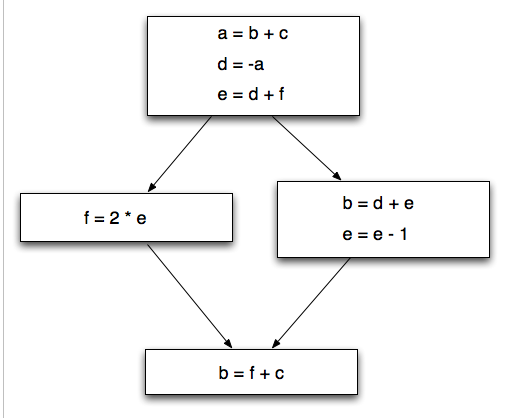 a = b + c
d = -a
e = d + f
f = 2 * e
b = d + e
e = e - 1
b = f + c